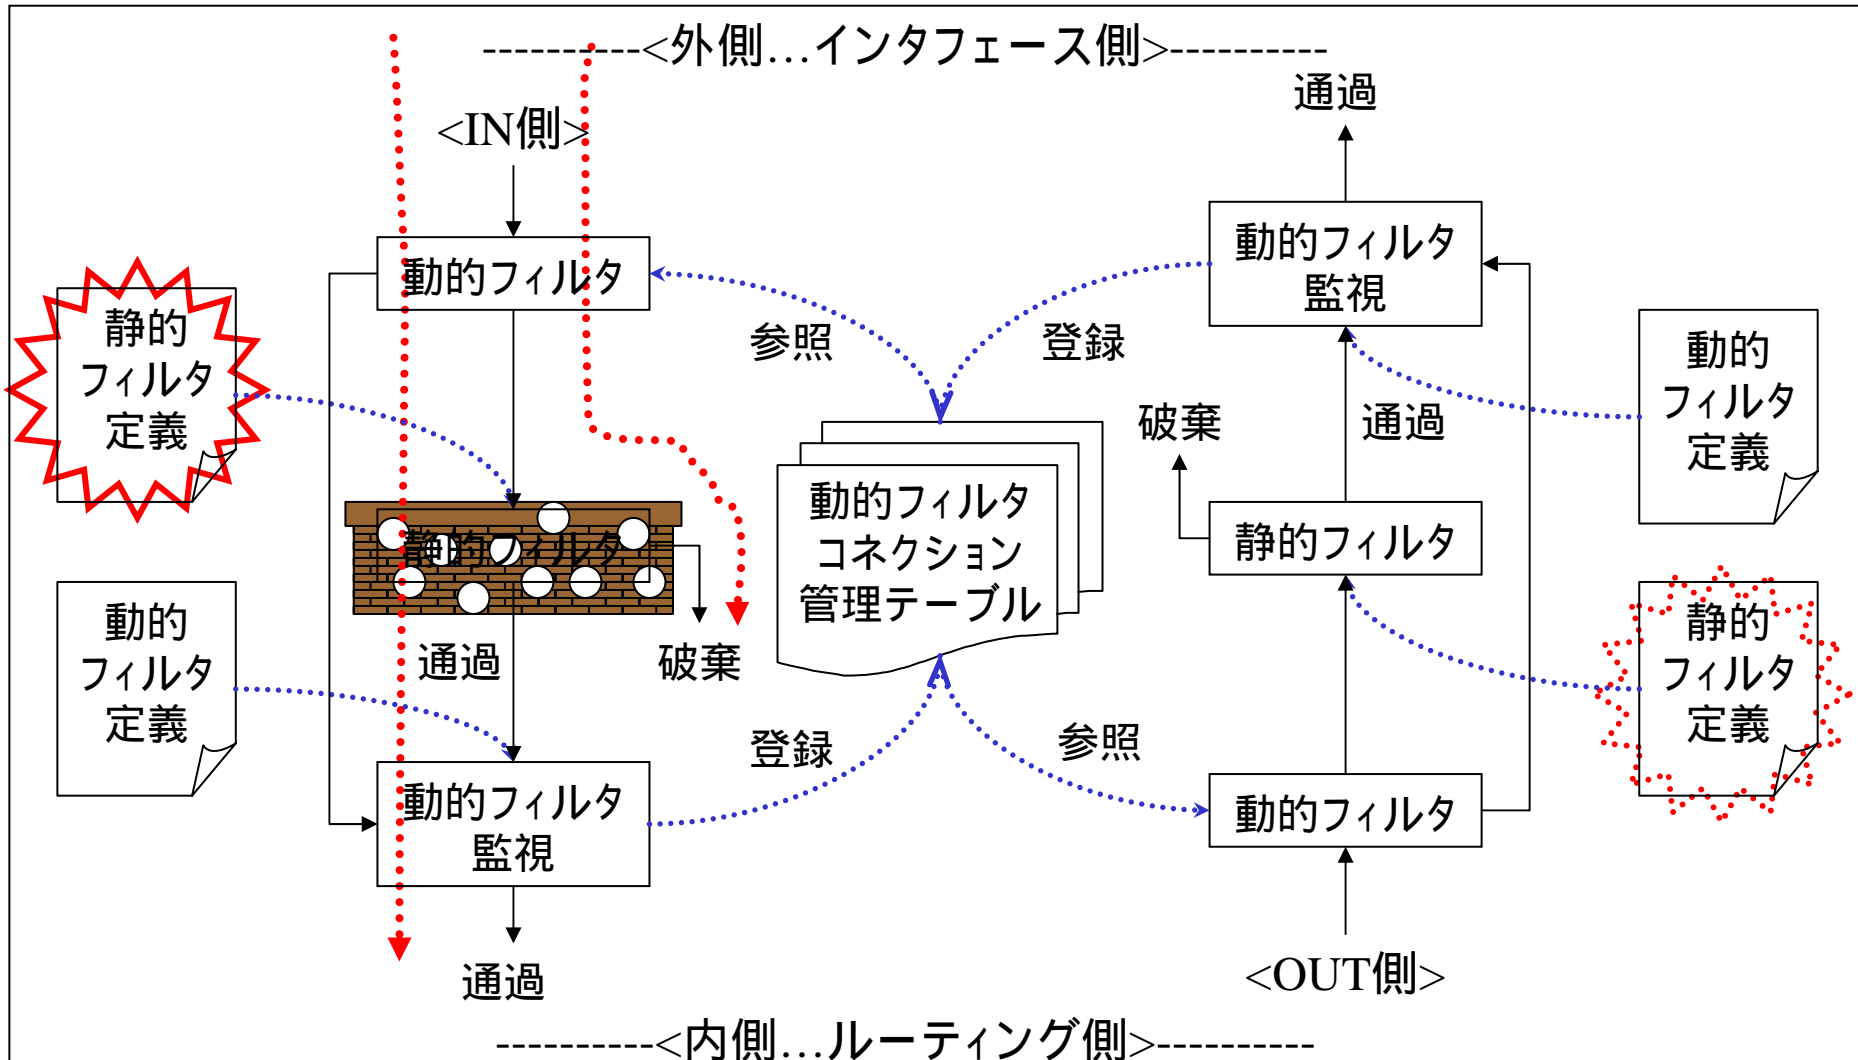 ----------<外側…インタフェース側>----------
<IN側>
通過
動的フィルタ
動的フィルタ
監視
静的
フィルタ
定義
参照
登録
動的
フィルタ
定義
破棄
通過
動的フィルタ
コネクション
管理テーブル
静的フィルタ
静的フィルタ
動的
フィルタ
定義
通過
破棄
静的
フィルタ
定義
登録
参照
動的フィルタ
監視
動的フィルタ
通過
<OUT側>
----------<内側…ルーティング側>----------